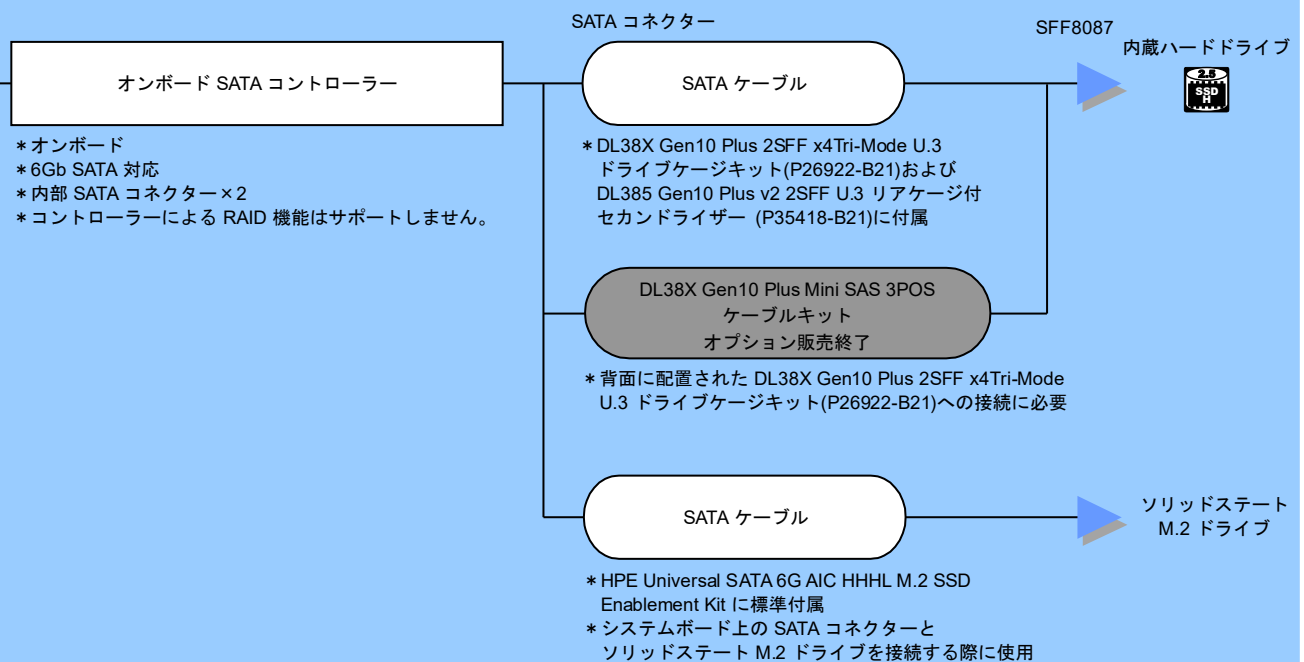 SATA コネクター
SFF8087
内蔵ハードドライブ
2.5
SSD
H
オンボード SATA コントローラー
SATA ケーブル
＊オンボード
＊6Gb SATA 対応
＊内部 SATA コネクター×2
＊コントローラーによる RAID 機能はサポートしません。
＊DL38X Gen10 Plus 2SFF x4Tri-Mode U.3
ドライブケージキット(P26922-B21)および
DL385 Gen10 Plus v2 2SFF U.3 リアケージ付
セカンドライザー (P35418-B21)に付属
DL38X Gen10 Plus Mini SAS 3POS
ケーブルキット
オプション販売終了
＊背面に配置された DL38X Gen10 Plus 2SFF x4Tri-Mode
U.3 ドライブケージキット(P26922-B21)への接続に必要
SATA ケーブル
ソリッドステート
M.2 ドライブ
＊HPE Universal SATA 6G AIC HHHL M.2 SSD
Enablement Kit に標準付属
＊システムボード上の SATA コネクターと
ソリッドステート M.2 ドライブを接続する際に使用